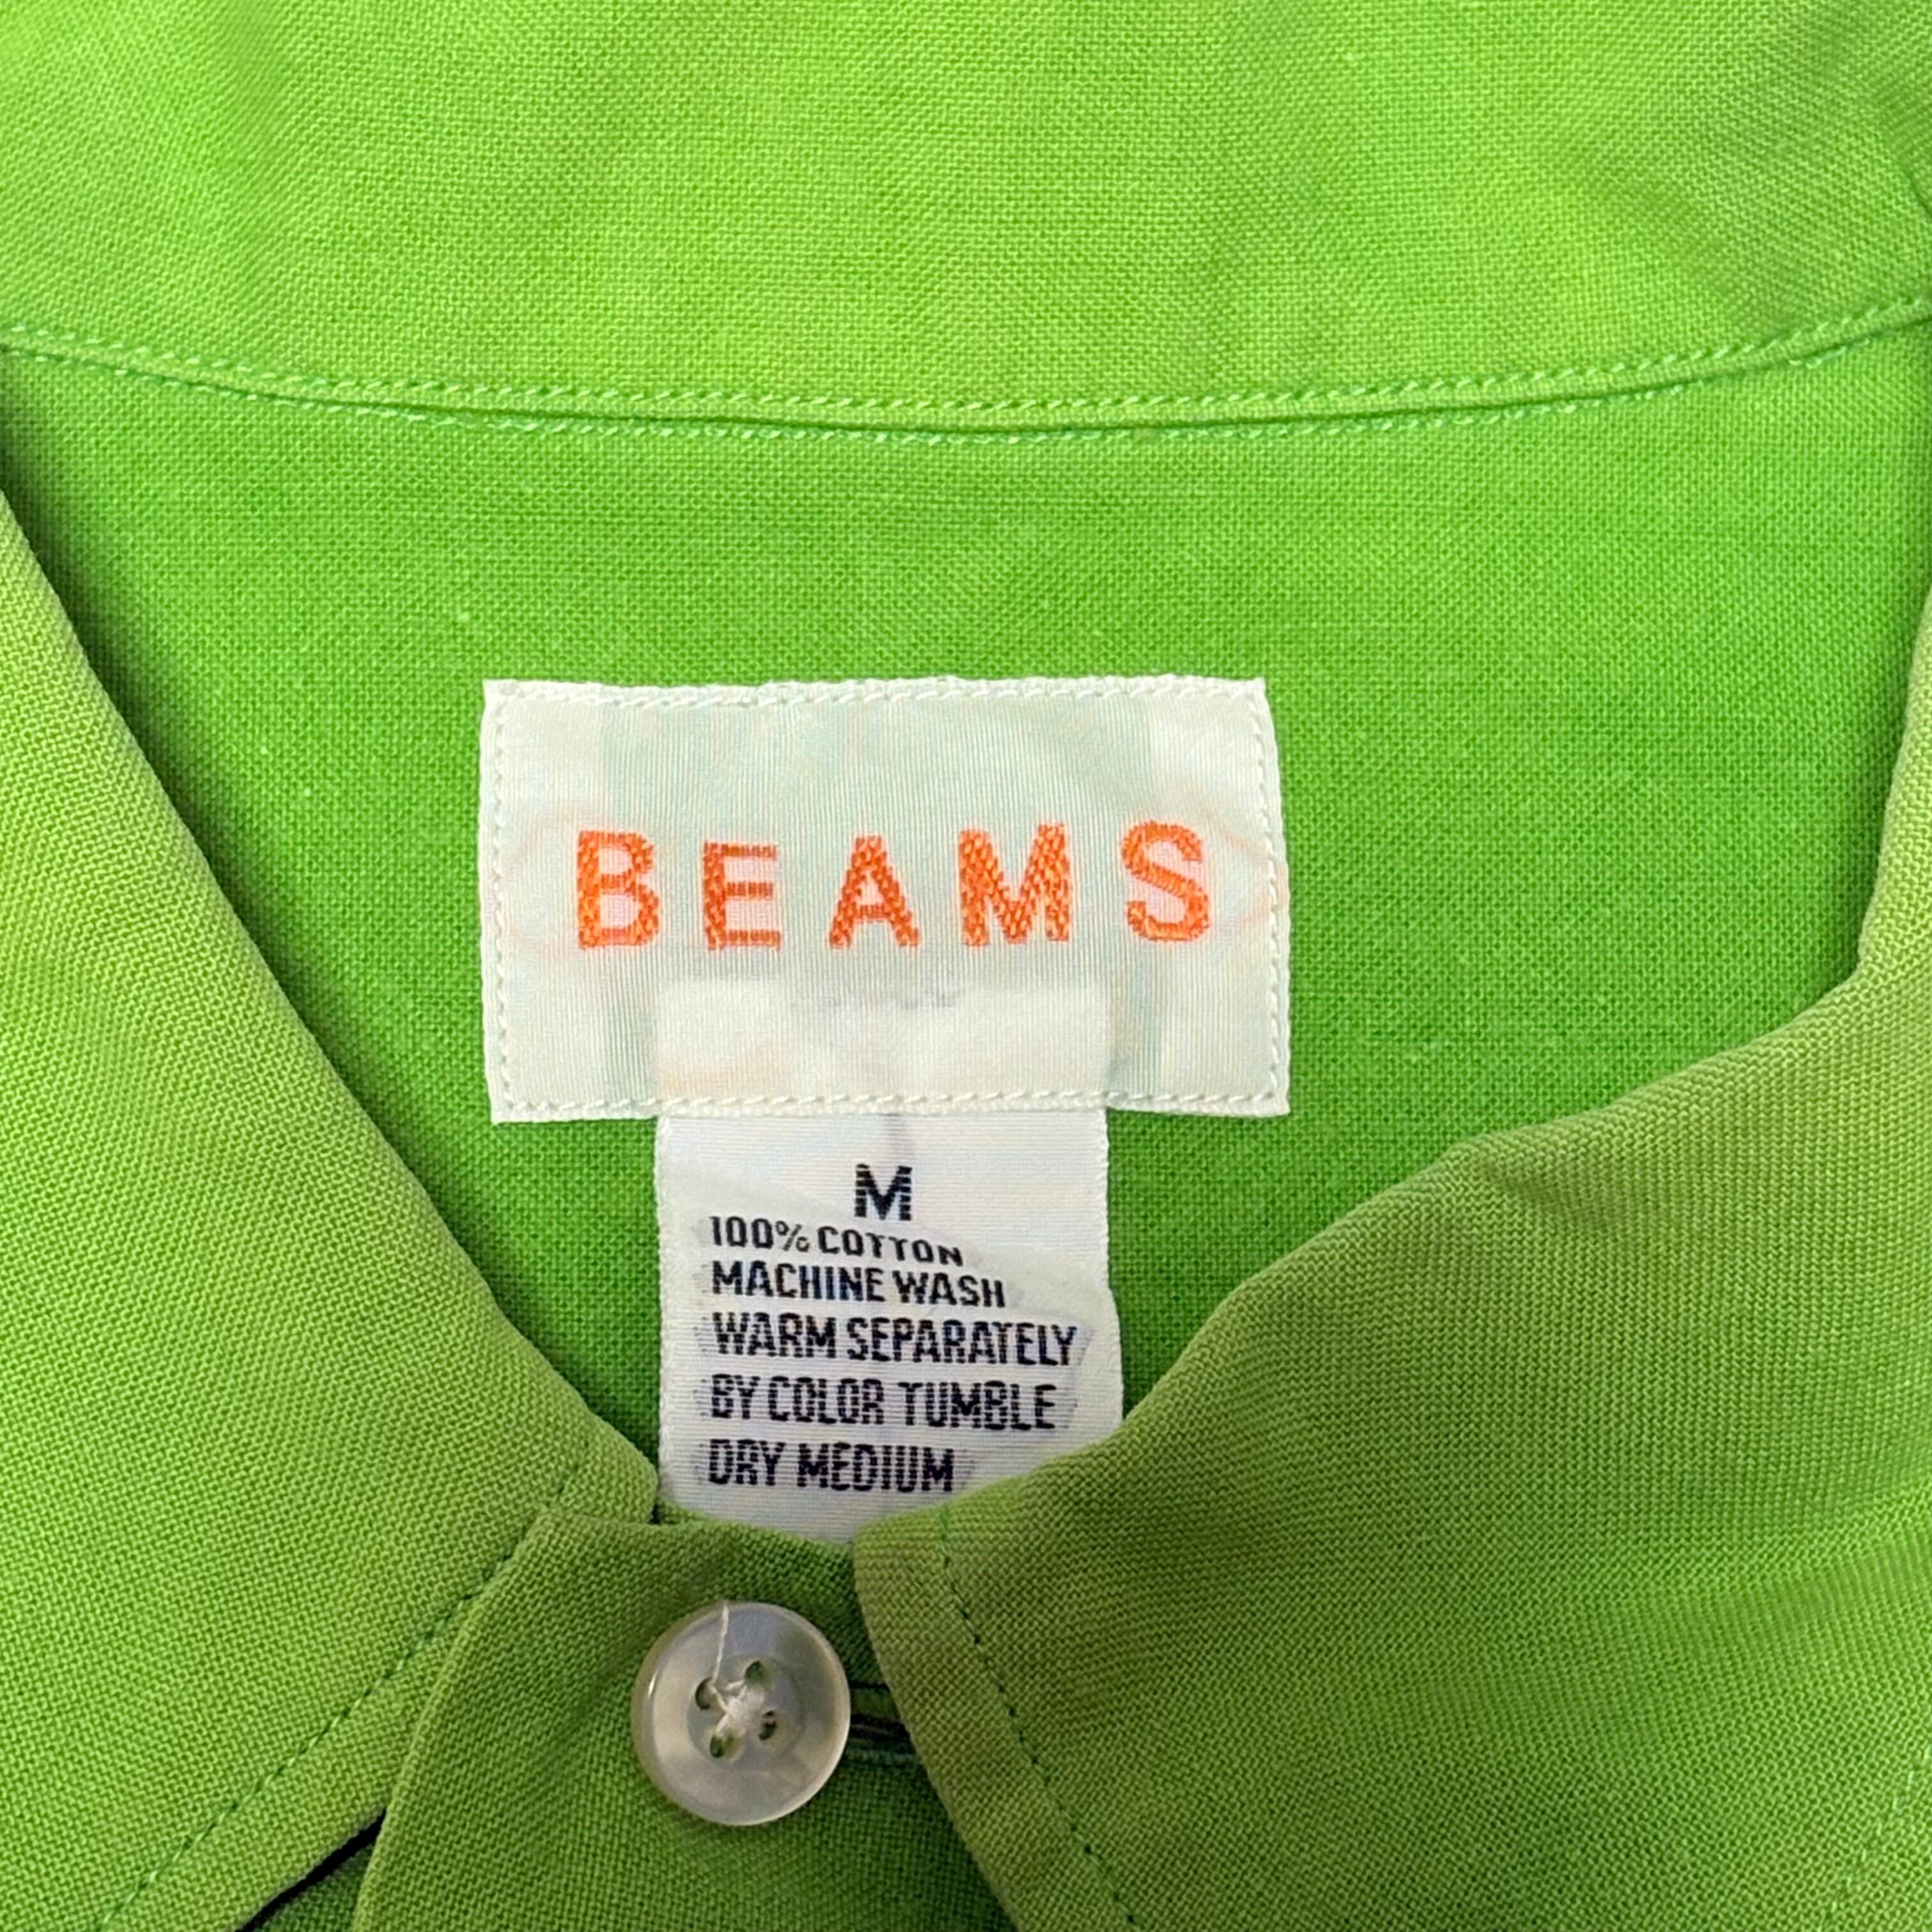 BEAMS
M
100% COTTON
MACHINE WASH
WARM SEPARATELY
BY COLOR TUMBLE
DRY MEDIUM